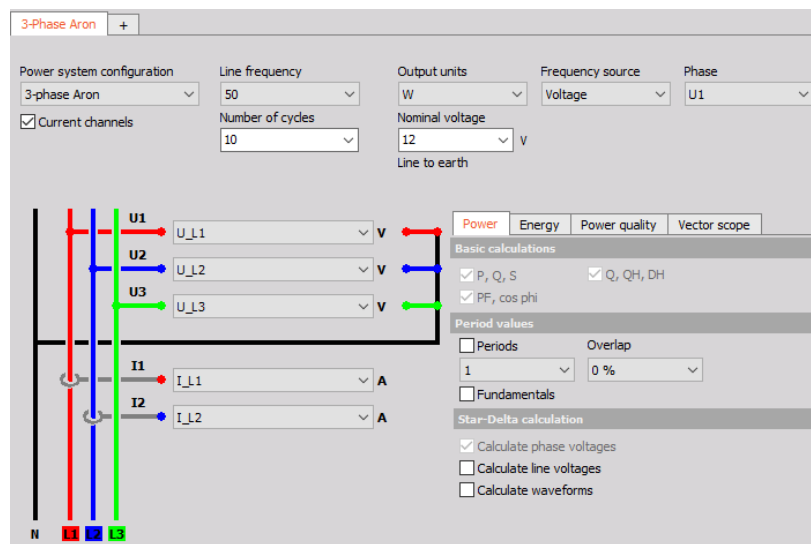 3-Phase Aron +
Power system configuration Line frequency Output units Frequency source Phase
3-phase Aron 50 W Voltage U1
Current channels Number of cycles Nominal voltage
10 12 V
Line to earth
U1 U_L1 V
U2 U_L2 V
U3 U_L3 V
I1 I_L1 A
I2 I_L2 A
N L1 L2 L3
Power Energy Power quality Vector scope
Basic calculations
P, Q, S Q, QH, DH
PF, cos phi
Period values
Periods Overlap
1 0 %
Fundamentals
Star-Delta calculation
Calculate phase voltages
Calculate line voltages
Calculate waveforms